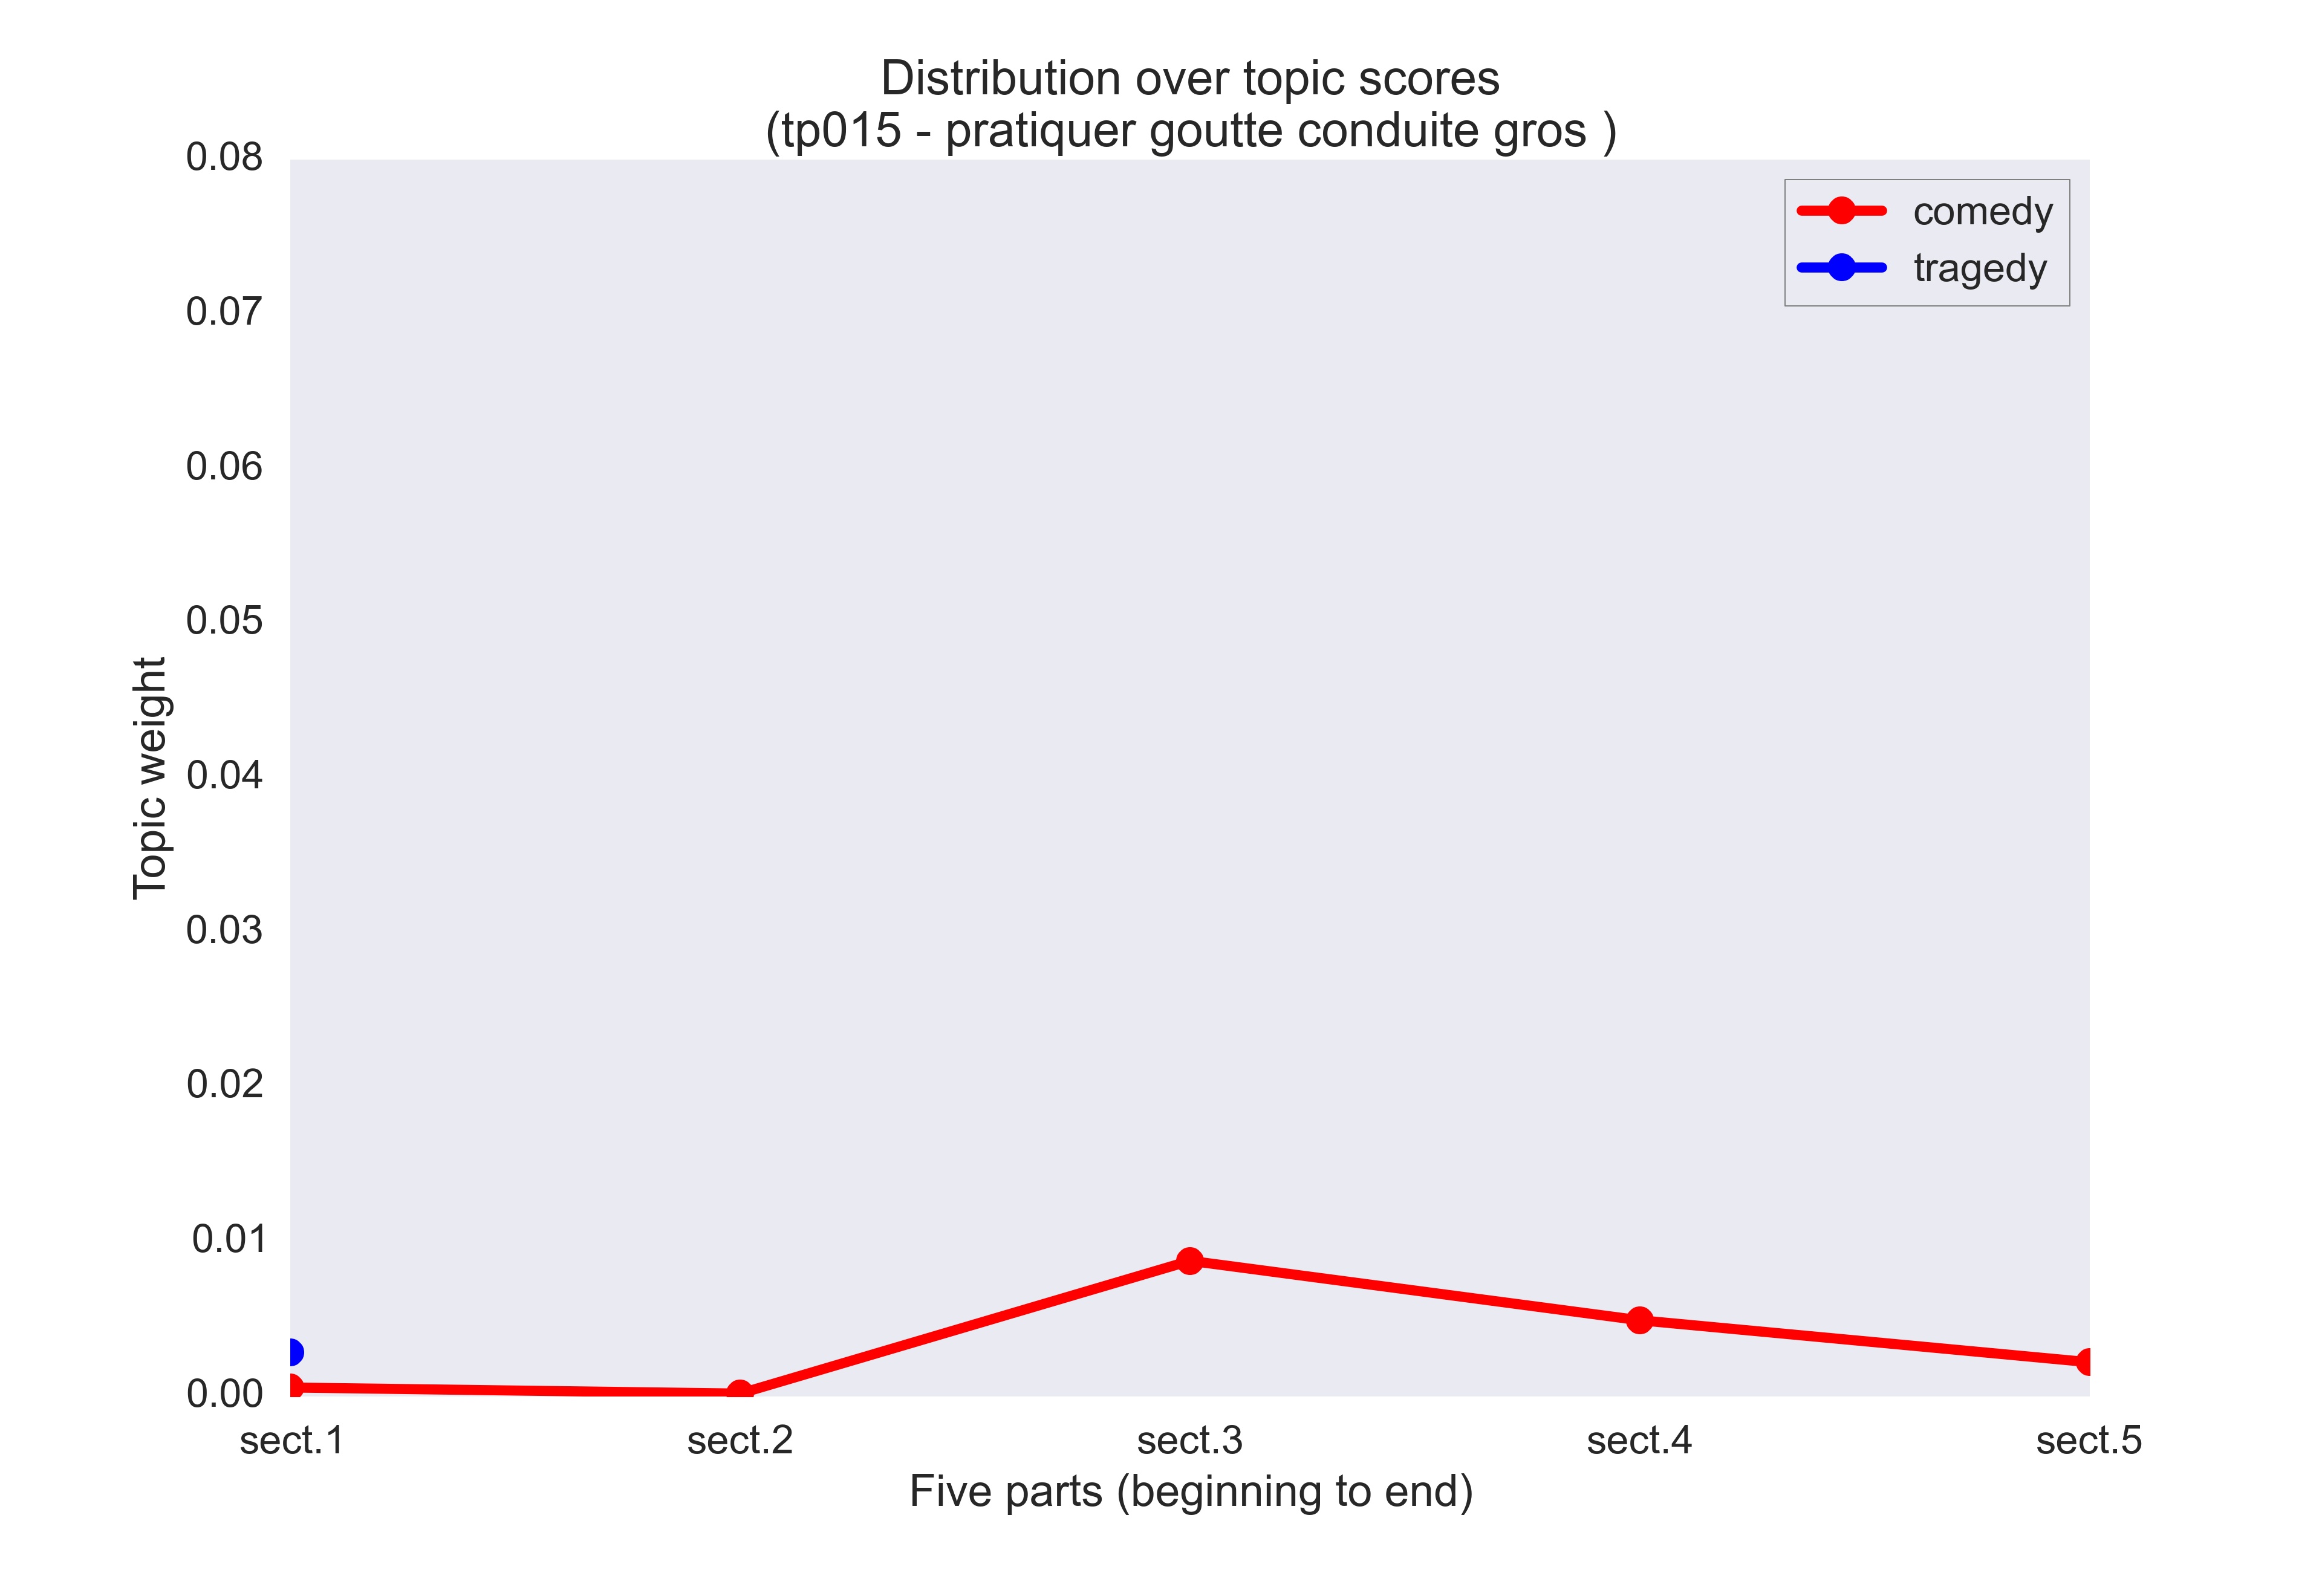 Distribution over topic scores
(tp015 - pratiquer goutte conduite gros )
comedy
tragedy
Topic weight
0.08
0.07
0.06
0.05
0.04
0.03
0.02
0.01
0.00
sect.1
sect.2
sect.3
sect.4
sect.5
Five parts (beginning to end)